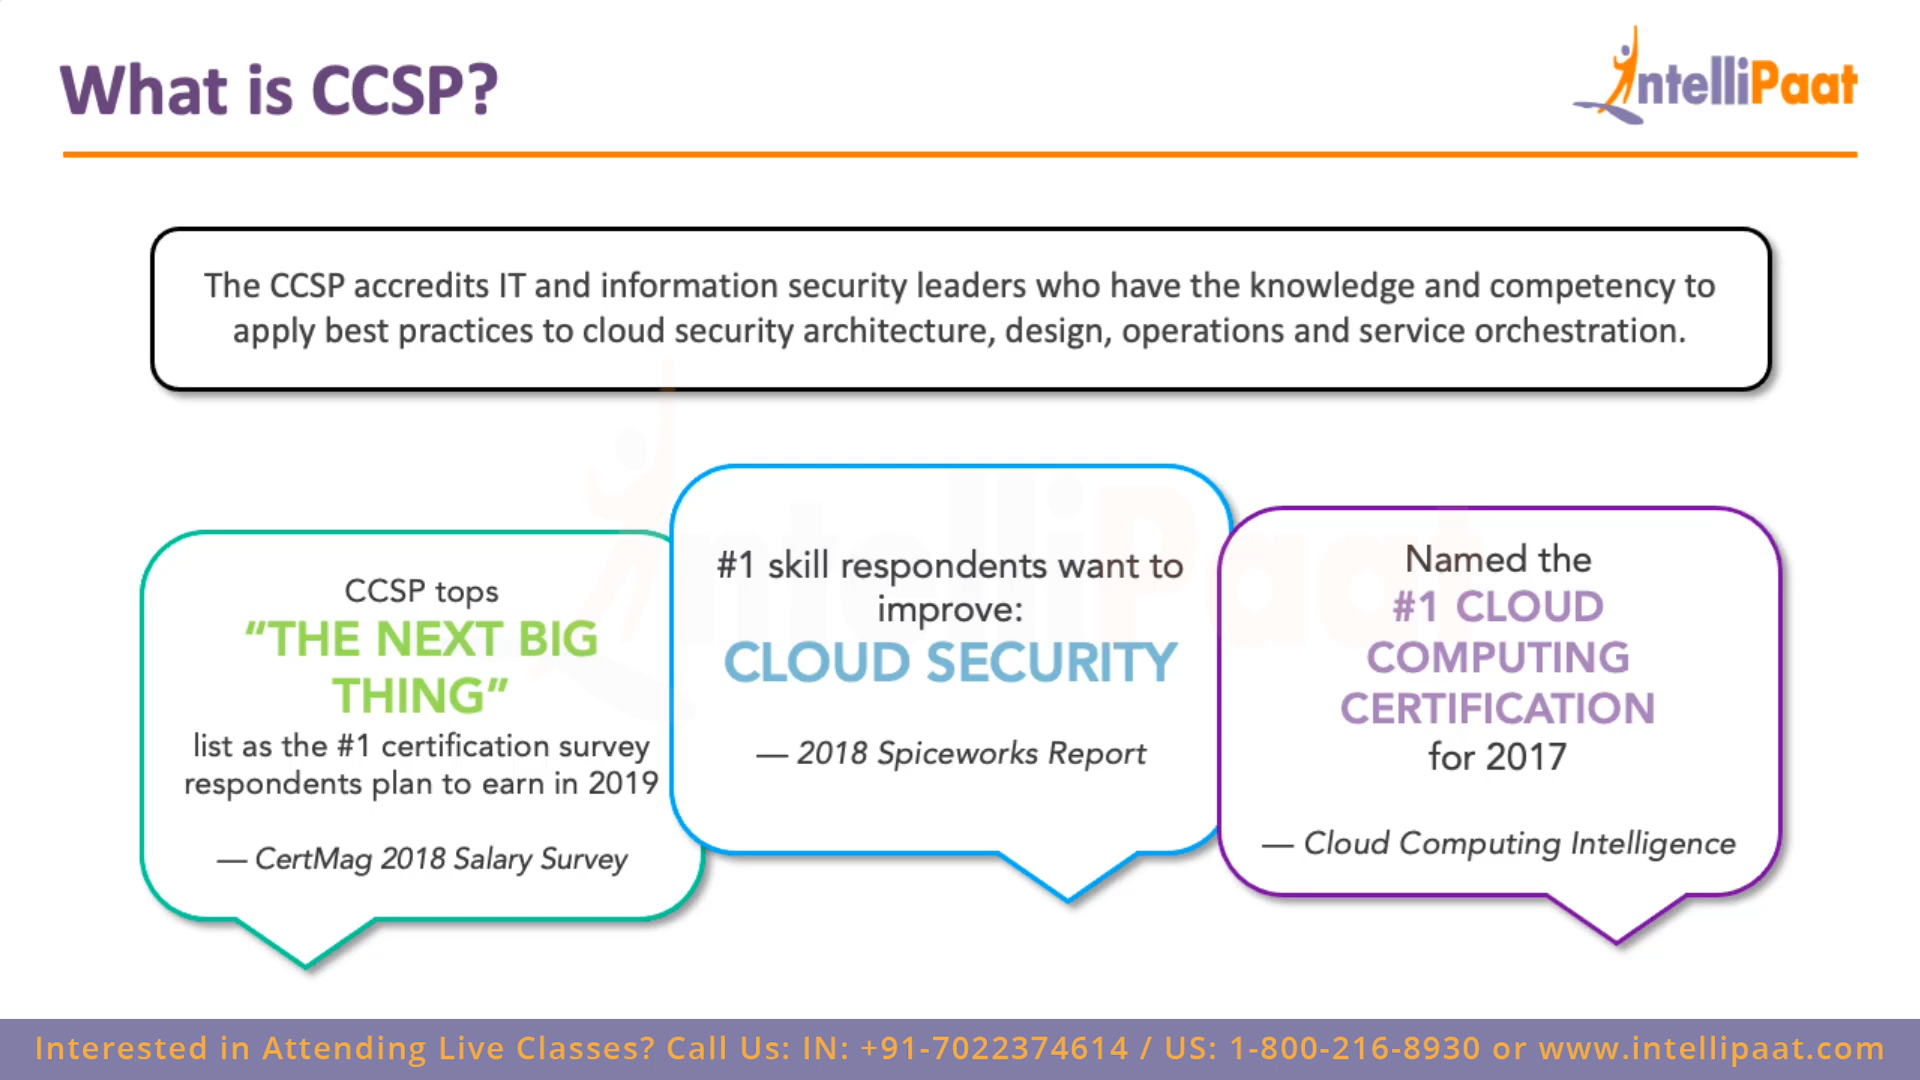 What is CCSP?
IntelliPaat
The CCSP accredits IT and information security leaders who have the knowledge and competency to
apply best practices to cloud security architecture, design, operations and service orchestration.
CCSP tops
“THE NEXT BIG
THING”
list as the #1 certification survey
respondents plan to earn in 2019
— CertMag 2018 Salary Survey
#1 skill respondents want to
improve:
CLOUD SECURITY
— 2018 Spiceworks Report
Named the
#1 CLOUD
COMPUTING
CERTIFICATION
for 2017
— Cloud Computing Intelligence
IntelliPaat
Interested in Attending Live Classes? Call Us: IN: +91-7022374614 / US: 1-800-216-8930 or www.intellipaat.com